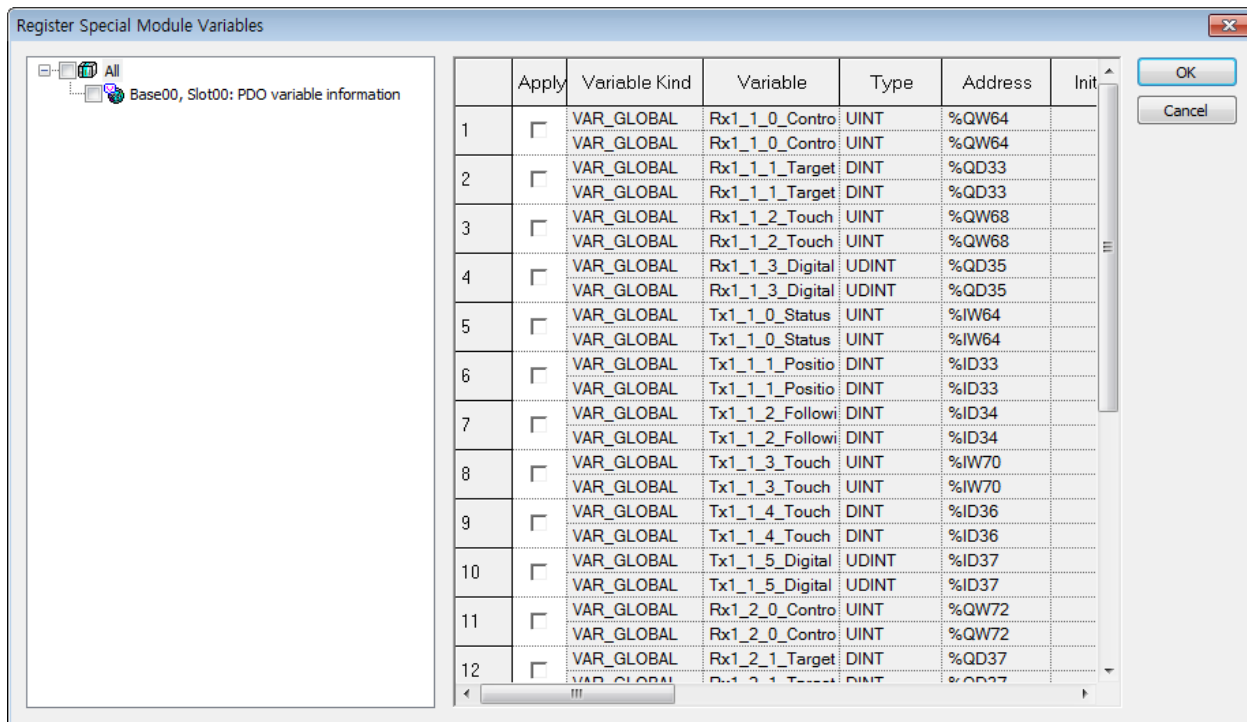 Register Special Module Variables
All
Base00, Slot00: PDO variable information
Apply Variable Kind Variable Type Address Init
1 VAR_GLOBAL Rx1_1_0_Contro UINT %QW64
VAR_GLOBAL Rx1_1_0_Contro UINT %QW64
2 VAR_GLOBAL Rx1_1_1_Target DINT %QD33
VAR_GLOBAL Rx1_1_1_Target DINT %QD33
3 VAR_GLOBAL Rx1_1_2_Touch UINT %QW68
VAR_GLOBAL Rx1_1_2_Touch UINT %QW68
4 VAR_GLOBAL Rx1_1_3_Digital UDINT %QD35
VAR_GLOBAL Rx1_1_3_Digital UDINT %QD35
5 VAR_GLOBAL Tx1_1_0_Status UINT %IW64
VAR_GLOBAL Tx1_1_0_Status UINT %IW64
6 VAR_GLOBAL Tx1_1_1_Positio DINT %ID33
VAR_GLOBAL Tx1_1_1_Positio DINT %ID33
7 VAR_GLOBAL Tx1_1_2_Followi DINT %ID34
VAR_GLOBAL Tx1_1_2_Followi DINT %ID34
8 VAR_GLOBAL Tx1_1_3_Touch UINT %IW70
VAR_GLOBAL Tx1_1_3_Touch UINT %IW70
9 VAR_GLOBAL Tx1_1_4_Touch DINT %ID36
VAR_GLOBAL Tx1_1_4_Touch DINT %ID36
10 VAR_GLOBAL Tx1_1_5_Digital UDINT %ID37
VAR_GLOBAL Tx1_1_5_Digital UDINT %ID37
11 VAR_GLOBAL Rx1_2_0_Contro UINT %QW72
VAR_GLOBAL Rx1_2_0_Contro UINT %QW72
12 VAR_GLOBAL Rx1_2_1_Target DINT %QD37
VAR_GLOBAL Rx1_2_1_Target DINT %QD37
OK
Cancel